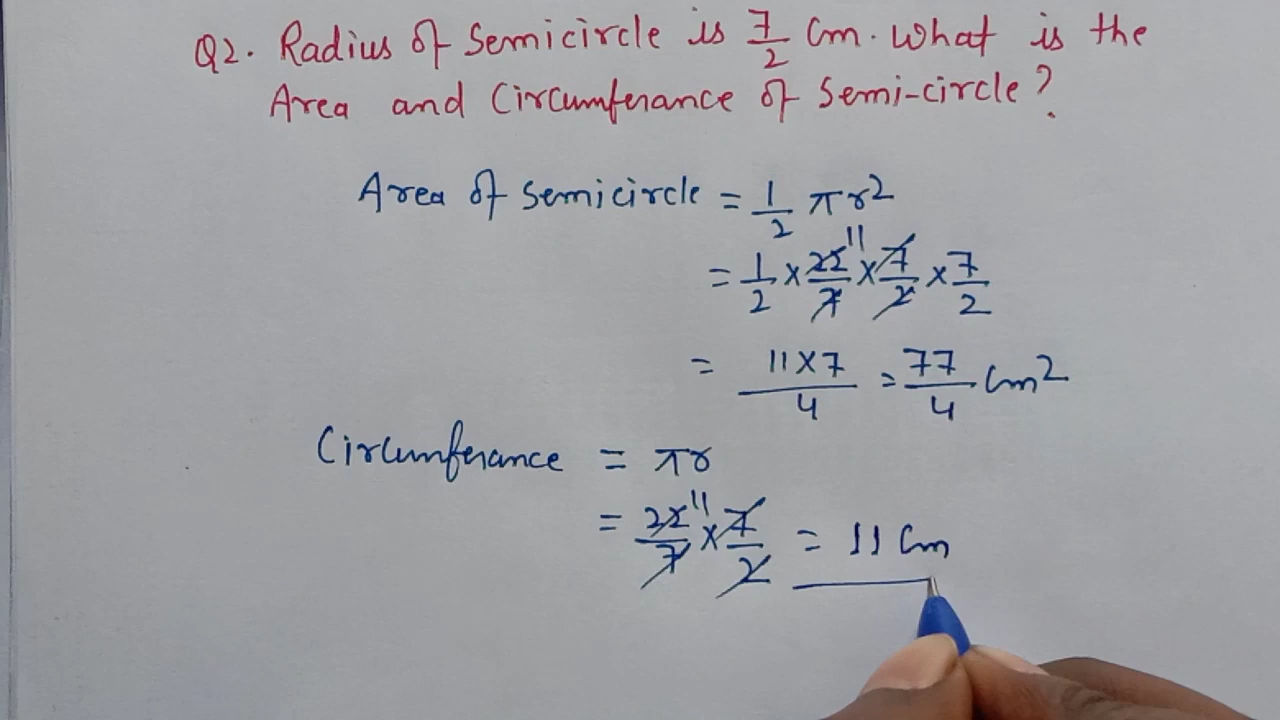 Q2. Radius of Semicircle is 7/2 cm. What is the
Area and Circumferance of Semi-circle?
Area of Semicircle = 1/2 πr²
= 1/2 × 22/7 11 × 7/2 × 7/2
= 11×7/4 = 77/4 cm²
Circumferance = πr
= 22/7 11 × 7/2 = 11 cm